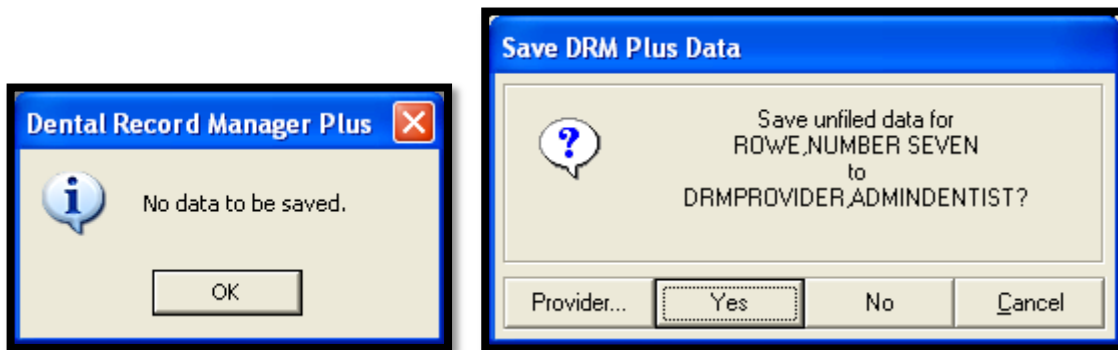 Dental Record Manager Plus
No data to be saved.
OK
Save DRM Plus Data
Save unfiled data for
ROWE,NUMBER SEVEN
to
DRMPROVIDER,ADMINDENTIST?
Provider... Yes No Cancel